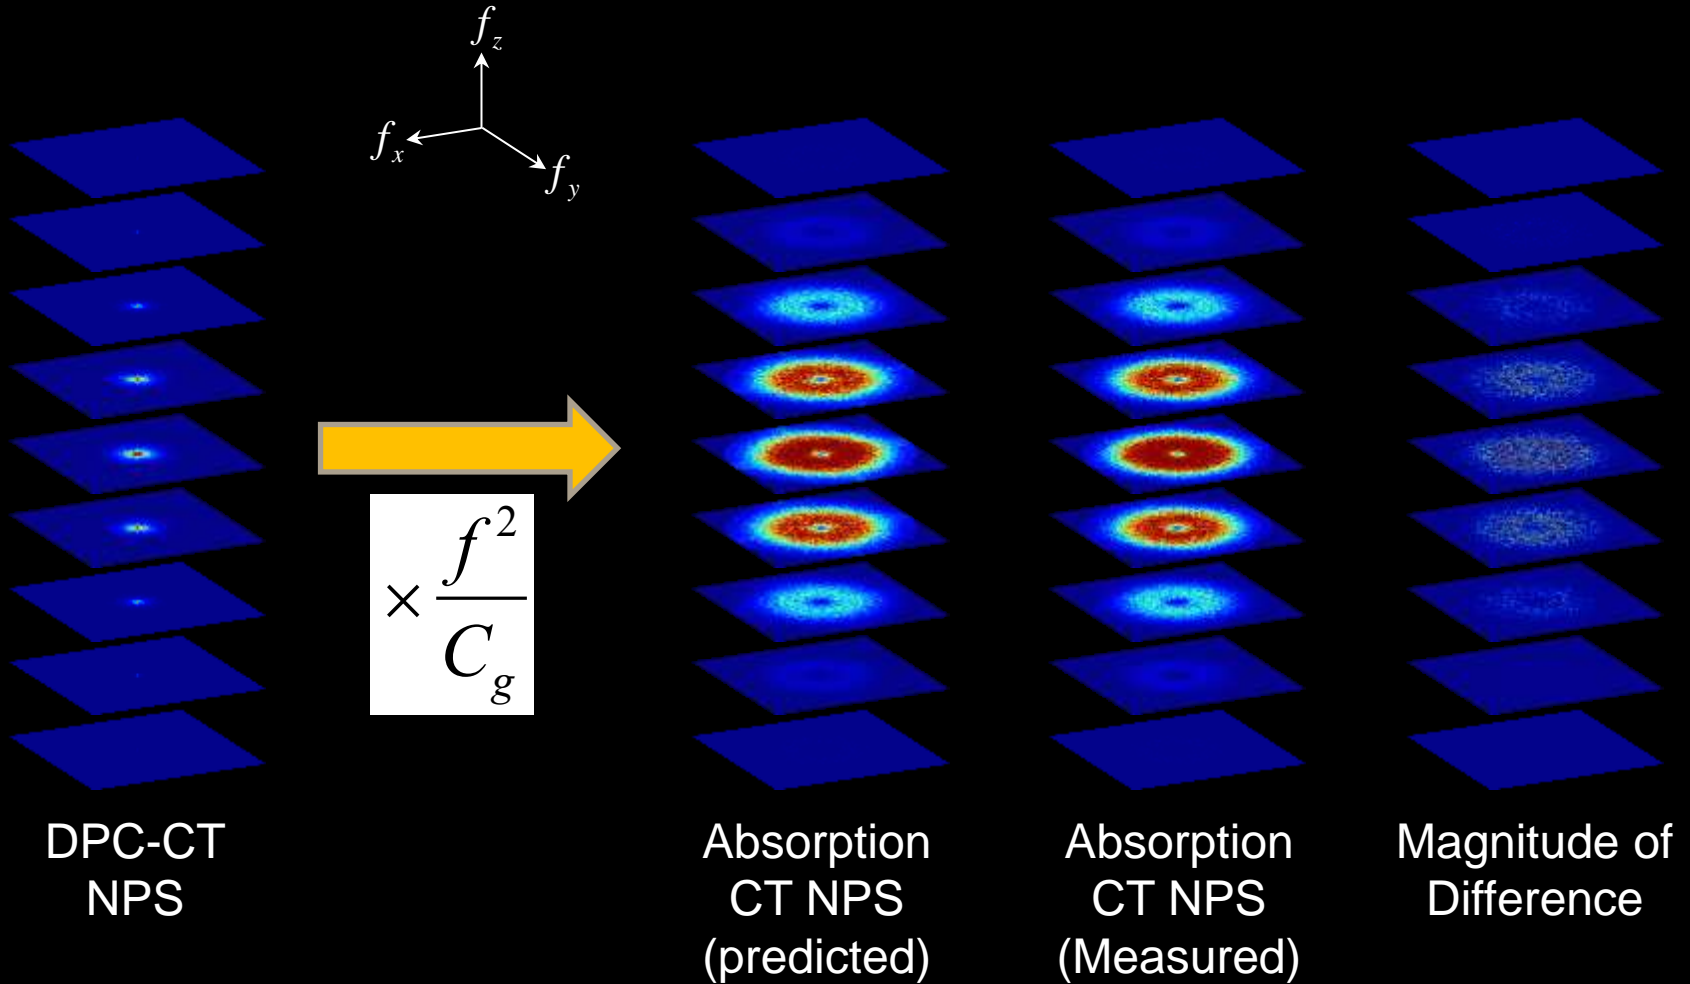 f_z
f_x
f_y
× f^2 / C_g
DPC-CT
NPS
Absorption
CT NPS
(predicted)
Absorption
CT NPS
(Measured)
Magnitude of
Difference